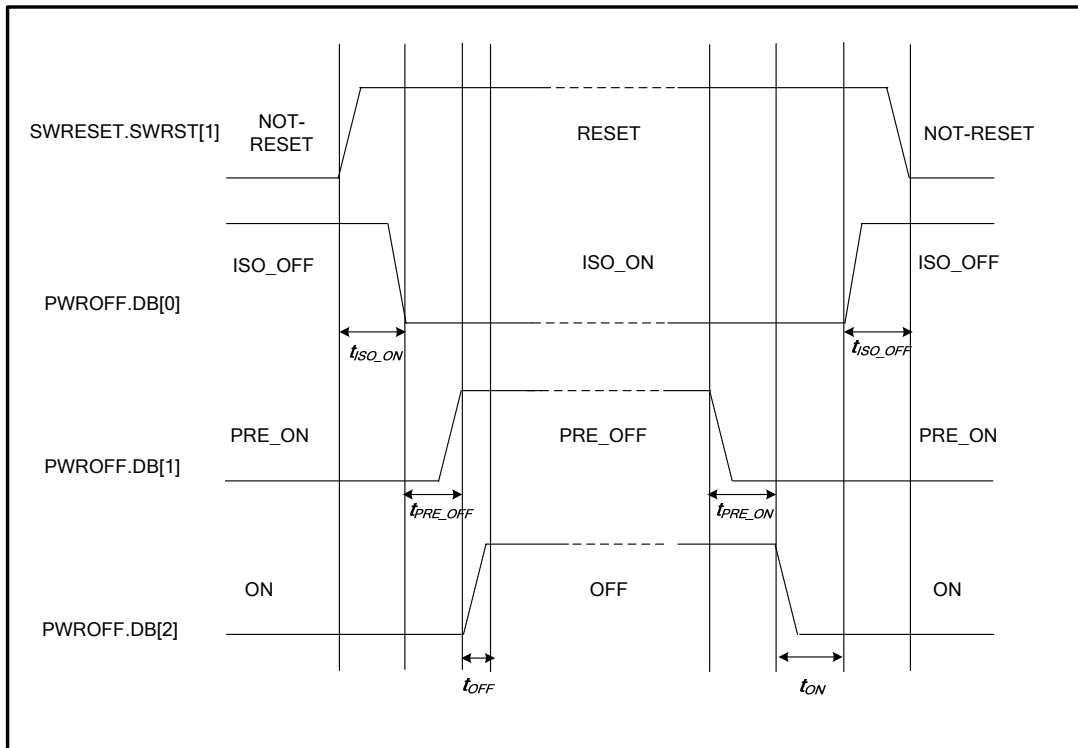 SWRESET.SWRST[1]
NOT-
RESET
RESET
NOT-RESET
ISO_OFF
ISO_ON
ISO_OFF
PWROFF.DB[0]
tISO_ON
tISO_OFF
PRE_ON
PRE_OFF
PRE_ON
PWROFF.DB[1]
tPRE_OFF
tPRE_ON
ON
OFF
ON
PWROFF.DB[2]
tOFF
tON